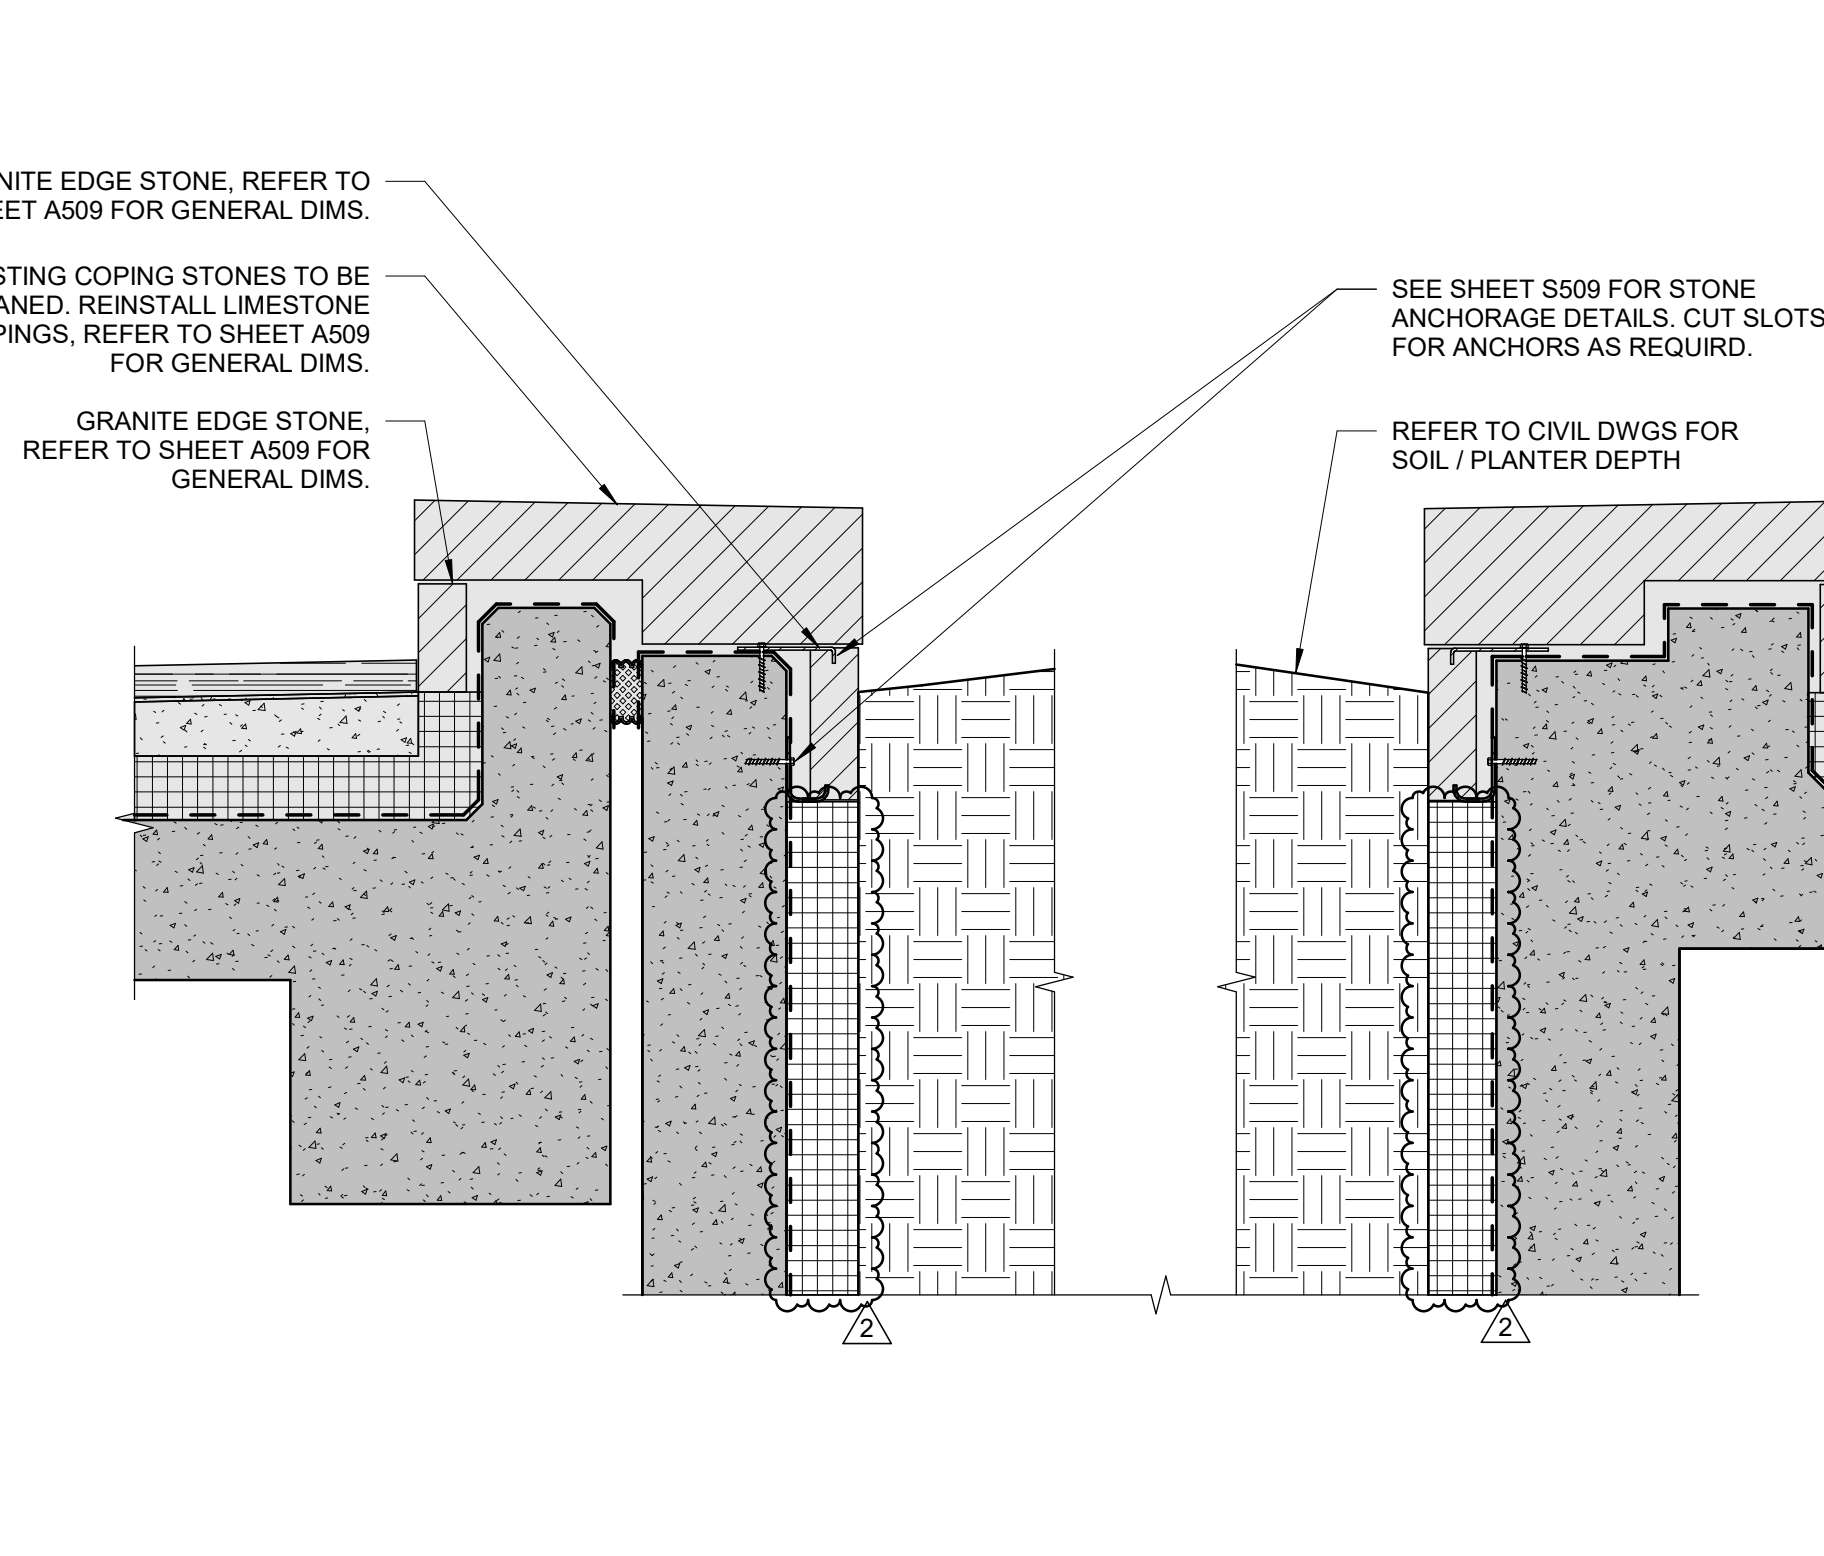 NITE EDGE STONE, REFER TO
EET A509 FOR GENERAL DIMS.
STING COPING STONES TO BE
ANED. REINSTALL LIMESTONE
PINGS, REFER TO SHEET A509
FOR GENERAL DIMS.
GRANITE EDGE STONE,
REFER TO SHEET A509 FOR
GENERAL DIMS.
SEE SHEET S509 FOR STONE
ANCHORAGE DETAILS. CUT SLOTS
FOR ANCHORS AS REQUIRD.
REFER TO CIVIL DWGS FOR
SOIL / PLANTER DEPTH
2
2